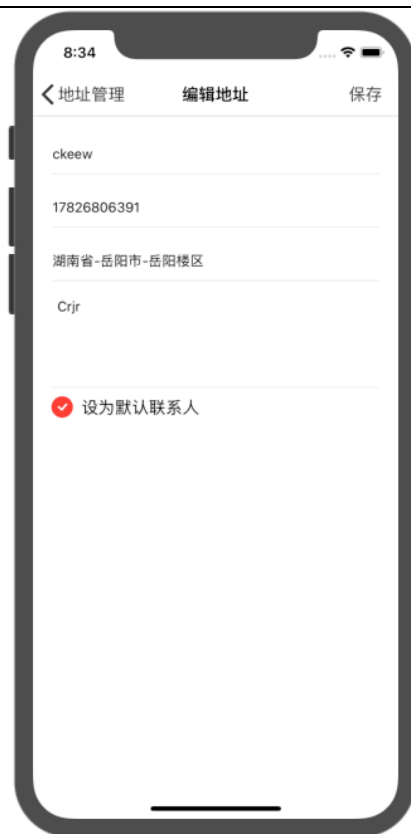 8:34
地址管理 编辑地址 保存
ckeew
17826806391
湖南省-岳阳市-岳阳楼区
Crjr
设为默认联系人